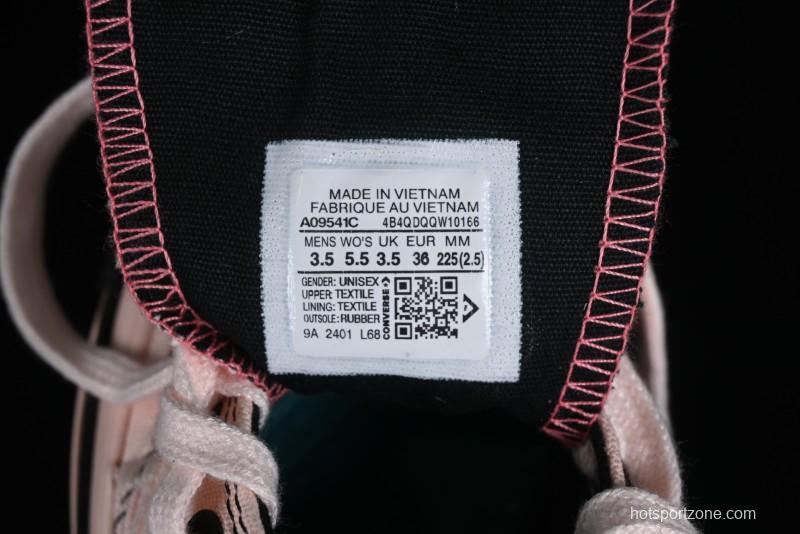 MADE IN VIETNAM
FABRIQUE AU VIETNAM
A09541C 4B4QDQQW10166
MENS WO'S UK EUR MM
3.5 5.5 3.5 36 225(2.5)
GENDER: UNISEX
UPPER: TEXTILE
LINING: TEXTILE
OUTSOLE: RUBBER
9A 2401 L68
CONVERSE
hotsportzone.com